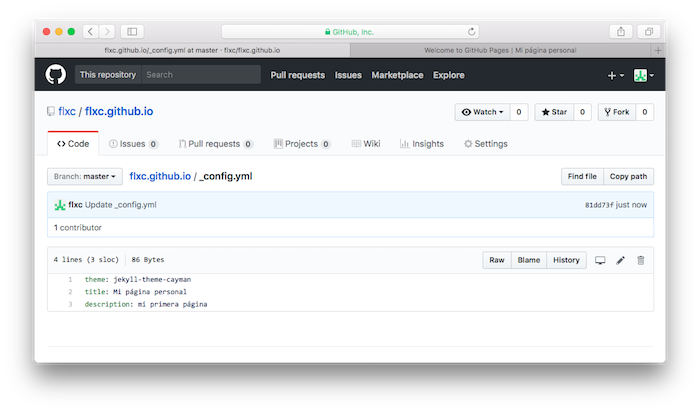 GitHub, Inc.
flxc.github.io/_config.yml at master · flxc/flxc.github.io
Welcome to GitHub Pages | Mi página personal
This repository Search Pull requests Issues Marketplace Explore
flxc / flxc.github.io
Watch 0 Star 0 Fork 0
Code Issues 0 Pull requests 0 Projects 0 Wiki Insights Settings
Branch: master flxc.github.io / _config.yml Find file Copy path
flxc Update _config.yml 81dd73f just now
1 contributor
4 lines (3 sloc) 86 Bytes Raw Blame History
1 theme: jekyll-theme-cayman
2 title: Mi página personal
3 description: mi primera página